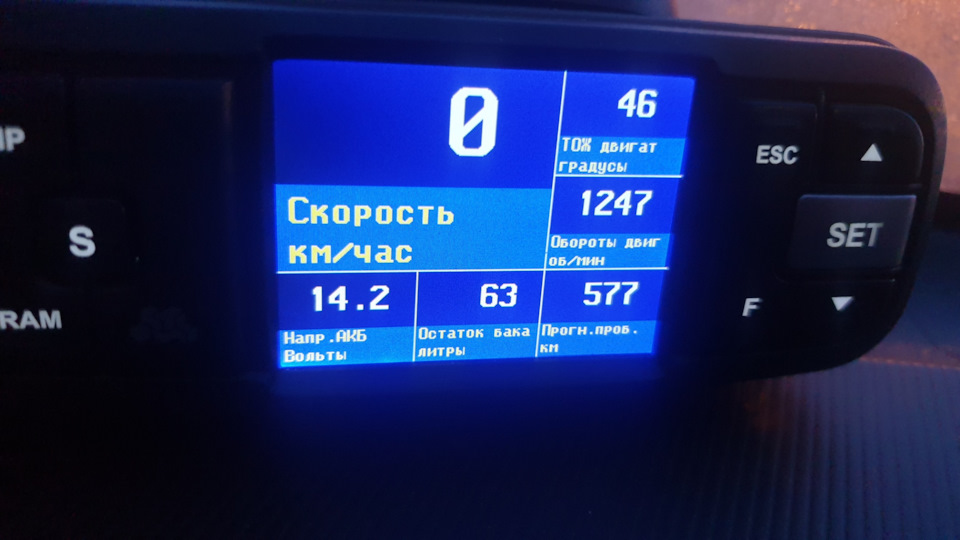 0
Скорость
км/час
46
ТОЖ двигат
градусы
1247
Обороты двиг
об/мин
14.2
Напр.АКБ
Вольты
63
Остаток бака
литры
577
Прогн.проб.
км
S
RAM
ESC
SET
F